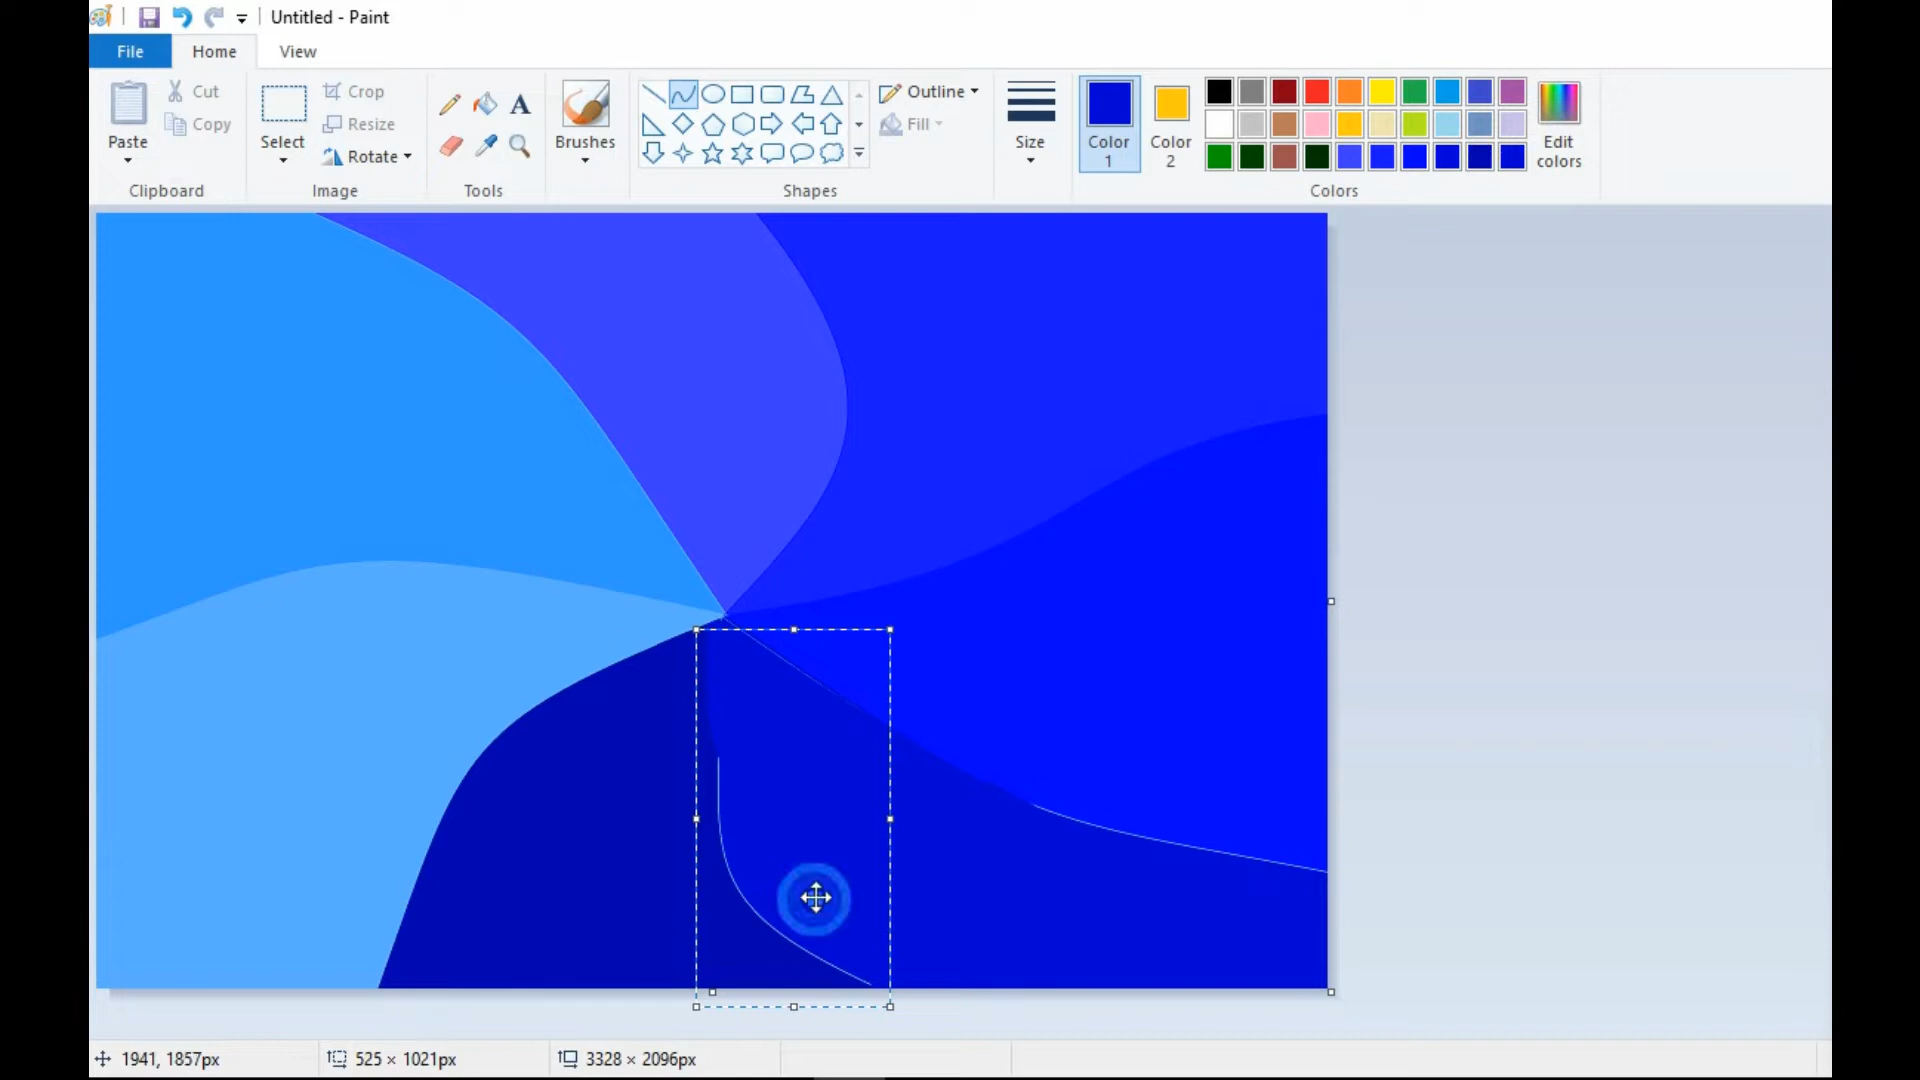 Untitled - Paint
File Home View
Paste
Cut
Copy
Clipboard
Select
Crop
Resize
Rotate
Image
Tools
Brushes
Shapes
Outline
Fill
Size
Color 1
Color 2
Colors
Edit colors
1941, 1857px
525 × 1021px
3328 × 2096px